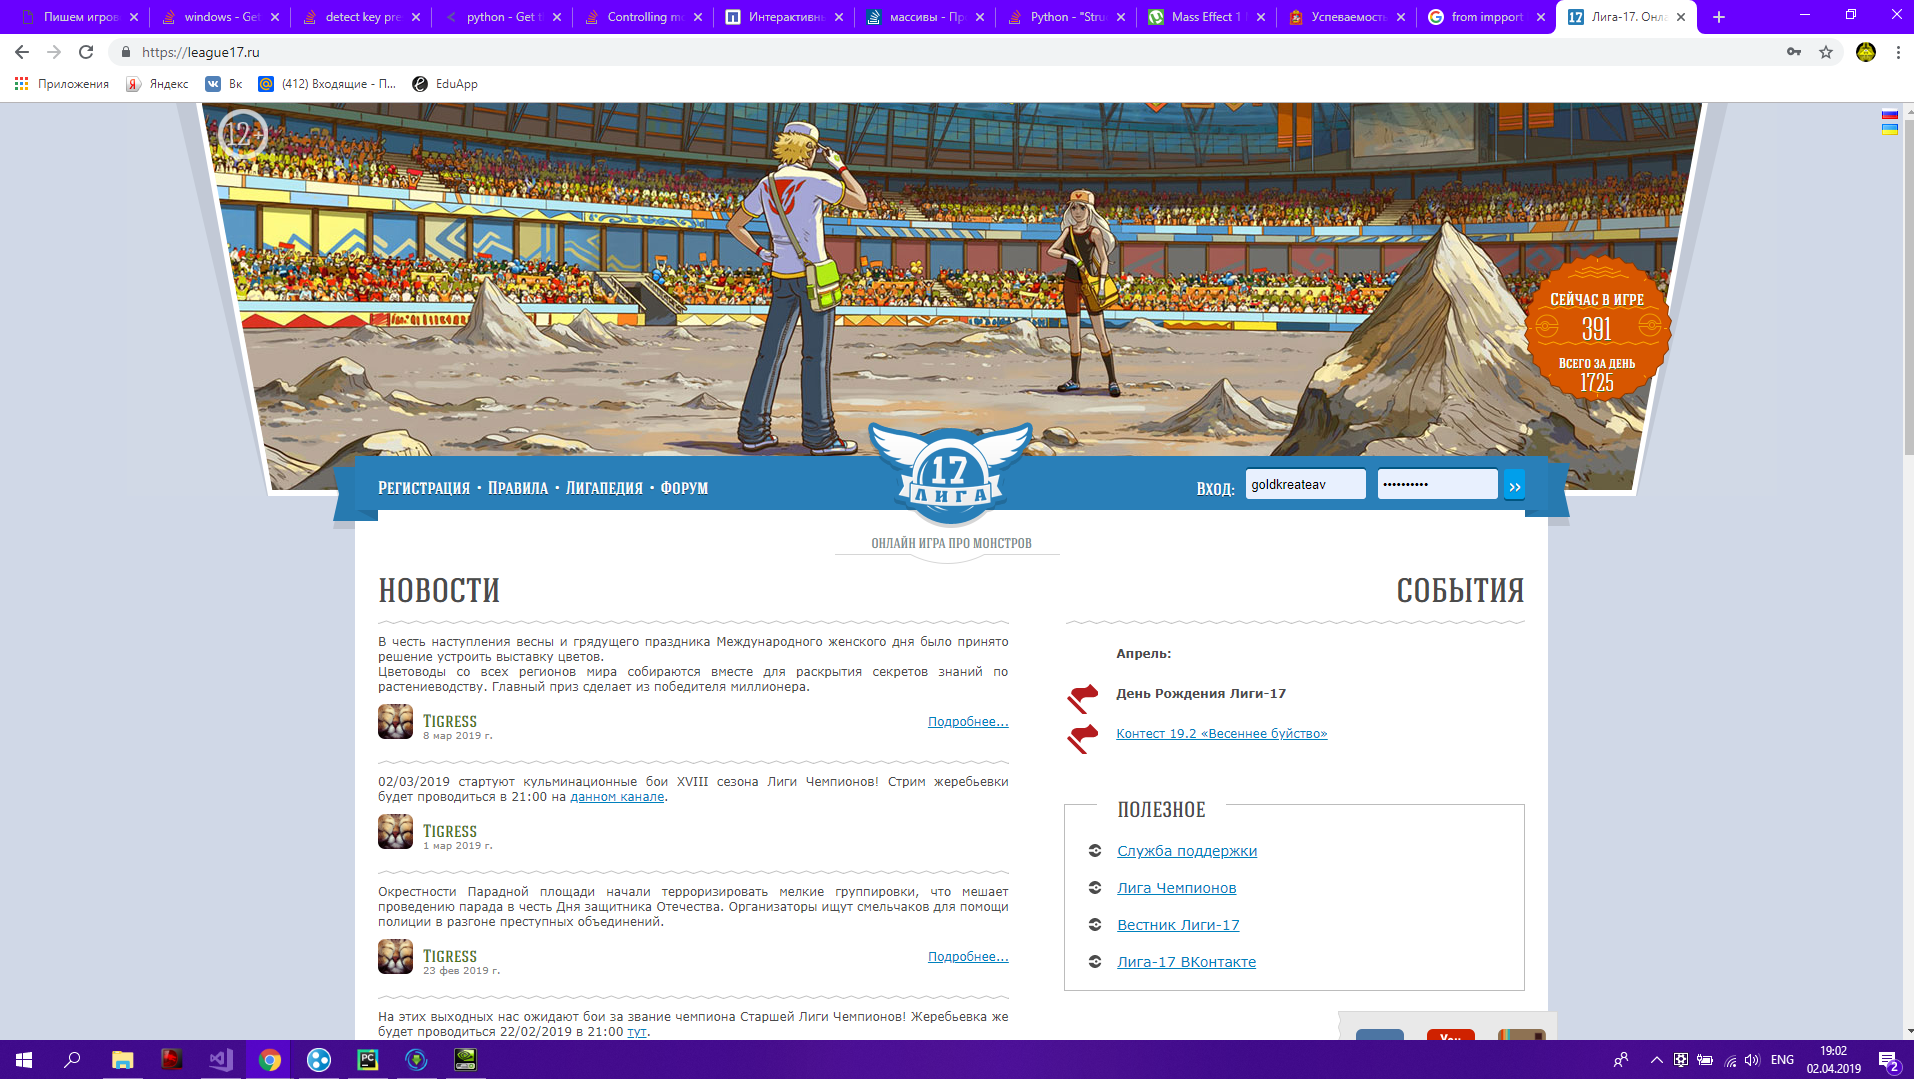 Пишем игров
windows - Get
detect key pre
python - Get t
Controlling mo
Интерактивн
массивы - Пр
Python - "Stru
Mass Effect 1
Успеваемость
from impport
Лига-17. Онла
https://league17.ru
Приложения
Яндекс
Вк
(412) Входящие - П...
EduApp
12+
Сейчас в игре
391
Всего за день
1725
Регистрация • Правила • Лигапедия • Форум
17
ЛИГА
Вход:
goldkreateav
••••••••••
>>
ОНЛАЙН ИГРА ПРО МОНСТРОВ
НОВОСТИ
В честь наступления весны и грядущего праздника Международного женского дня было принято
решение устроить выставку цветов.
Цветоводы со всех регионов мира собираются вместе для раскрытия секретов знаний по
растениеводству. Главный приз сделает из победителя миллионера.
Tigress
8 мар 2019 г.
Подробнее...
02/03/2019 стартуют кульминационные бои XVIII сезона Лиги Чемпионов! Стрим жеребьевки
будет проводиться в 21:00 на данном канале.
Tigress
1 мар 2019 г.
Окрестности Парадной площади начали терроризировать мелкие группировки, что мешает
проведению парада в честь Дня защитника Отечества. Организаторы ищут смельчаков для помощи
полиции в разгоне преступных объединений.
Tigress
23 фев 2019 г.
Подробнее...
На этих выходных нас ожидают бои за звание чемпиона Старшей Лиги Чемпионов! Жеребьевка же
будет проводиться 22/02/2019 в 21:00 тут.
СОБЫТИЯ
Апрель:
День Рождения Лиги-17
Контест 19.2 «Весеннее буйство»
ПОЛЕЗНОЕ
Служба поддержки
Лига Чемпионов
Вестник Лиги-17
Лига-17 ВКонтакте
You
ENG
19:02
02.04.2019
2